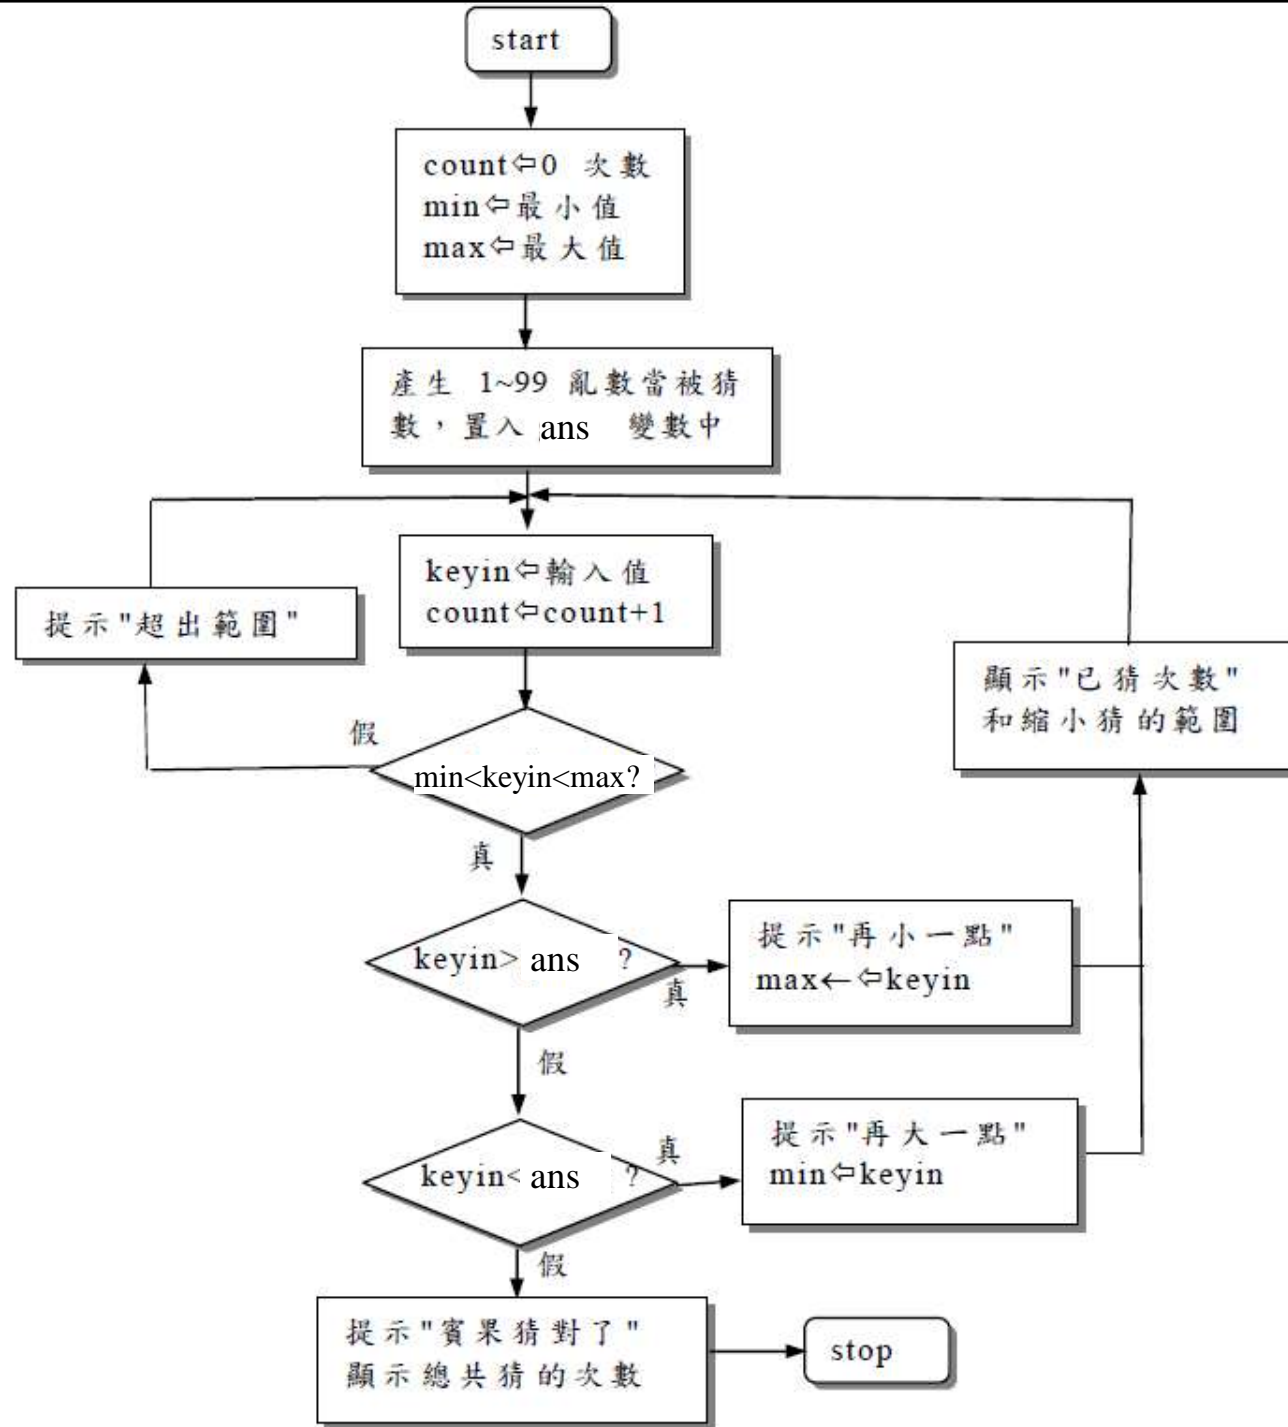 start
count⇦0 次數
min⇦最小值
max⇦最大值
產生 1~99 亂數當被猜
數，置入 ans 變數中
keyin⇦輸入值
count⇦count+1
提示"超出範圍"
顯示"已猜次數"
和縮小猜的範圍
假
min<keyin<max?
真
keyin> ans ?
真
提示"再小一點"
max←⇦keyin
假
keyin< ans ?
真
提示"再大一點"
min⇦keyin
假
提示"賓果猜對了"
顯示總共猜的次數
stop